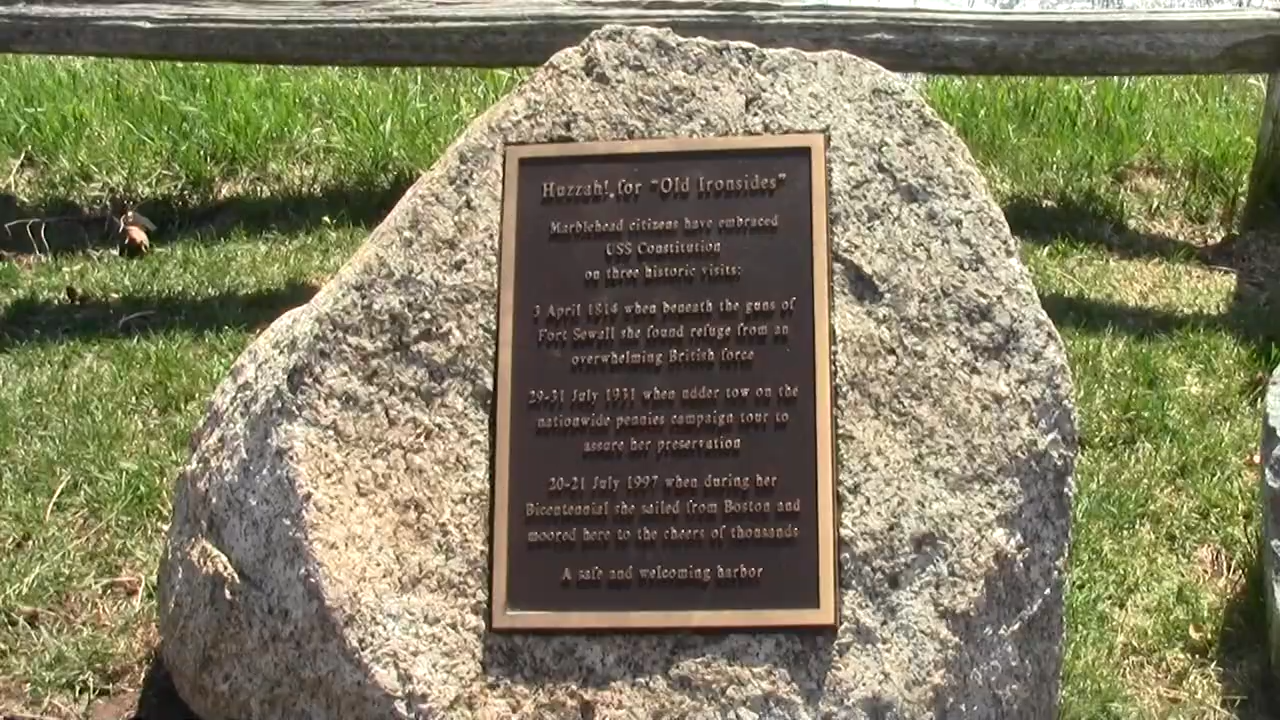 Huzzah! for "Old Ironsides"
Marblehead citizens have embraced
USS Constitution
on three historic visits:
3 April 1814 when beneath the guns of
Fort Sewall she found refuge from an
overwhelming British force
29-31 July 1931 when udder tow on the
nationwide pennies campaign tour to
assure her preservation
20-21 July 1997 when during her
Bicentennial she sailed from Boston and
moored here to the cheers of thousands
A safe and welcoming harbor